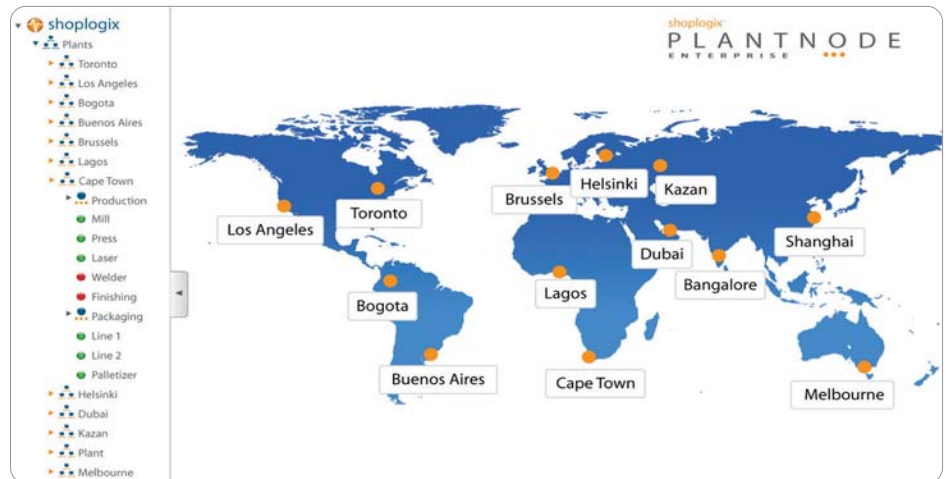 shoplogix
Plants
Toronto
Los Angeles
Bogota
Buenos Aires
Brussels
Lagos
Cape Town
Production
Mill
Press
Laser
Welder
Finishing
Packaging
Line 1
Line 2
Palletizer
Helsinki
Dubai
Kazan
Plant
Melbourne
shoplogix
PLANTNODE
ENTERPRISE
Helsinki
Kazan
Brussels
Toronto
Los Angeles
Shanghai
Dubai
Bangalore
Lagos
Bogota
Buenos Aires
Cape Town
Melbourne